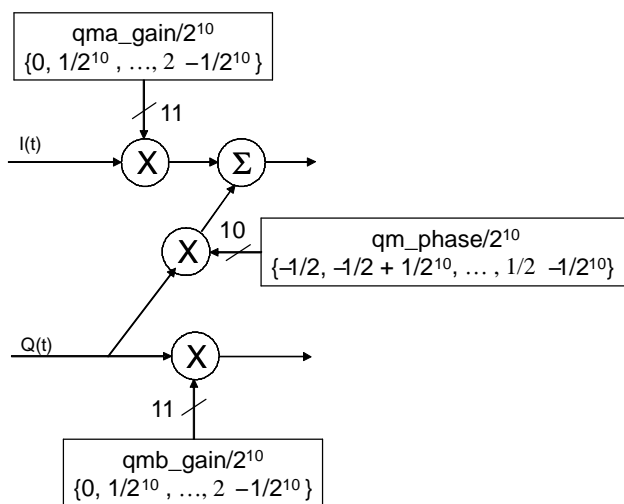 qma_gain/2¹⁰
{0, 1/2¹⁰ , …, 2 –1/2¹⁰ }
11
I(t)
X
Σ
X
10
qm_phase/2¹⁰
{–1/2, –1/2 + 1/2¹⁰, … , 1/2 –1/2¹⁰}
Q(t)
X
11
qmb_gain/2¹⁰
{0, 1/2¹⁰ , …, 2 –1/2¹⁰ }